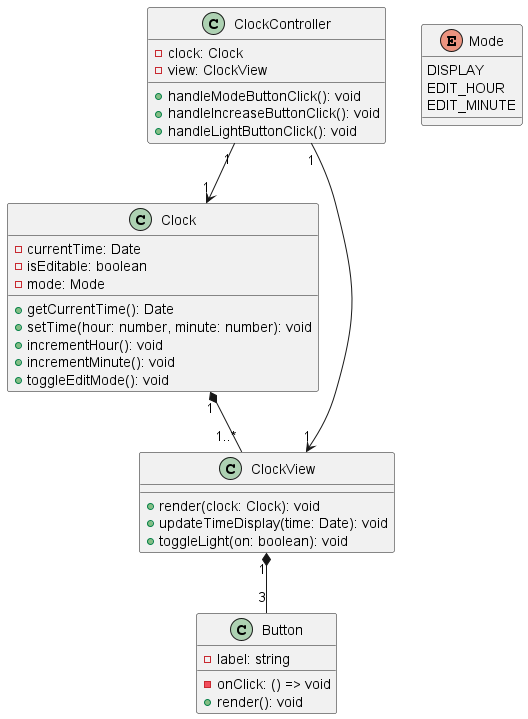 C ClockController
clock: Clock
view: ClockView
handleModeButtonClick(): void
handleIncreaseButtonClick(): void
handleLightButtonClick(): void
E Mode
DISPLAY
EDIT_HOUR
EDIT_MINUTE
1
1
1
C Clock
currentTime: Date
isEditable: boolean
mode: Mode
getCurrentTime(): Date
setTime(hour: number, minute: number): void
incrementHour(): void
incrementMinute(): void
toggleEditMode(): void
1
1..*
1
C ClockView
render(clock: Clock): void
updateTimeDisplay(time: Date): void
toggleLight(on: boolean): void
1
3
C Button
label: string
onClick: () => void
render(): void